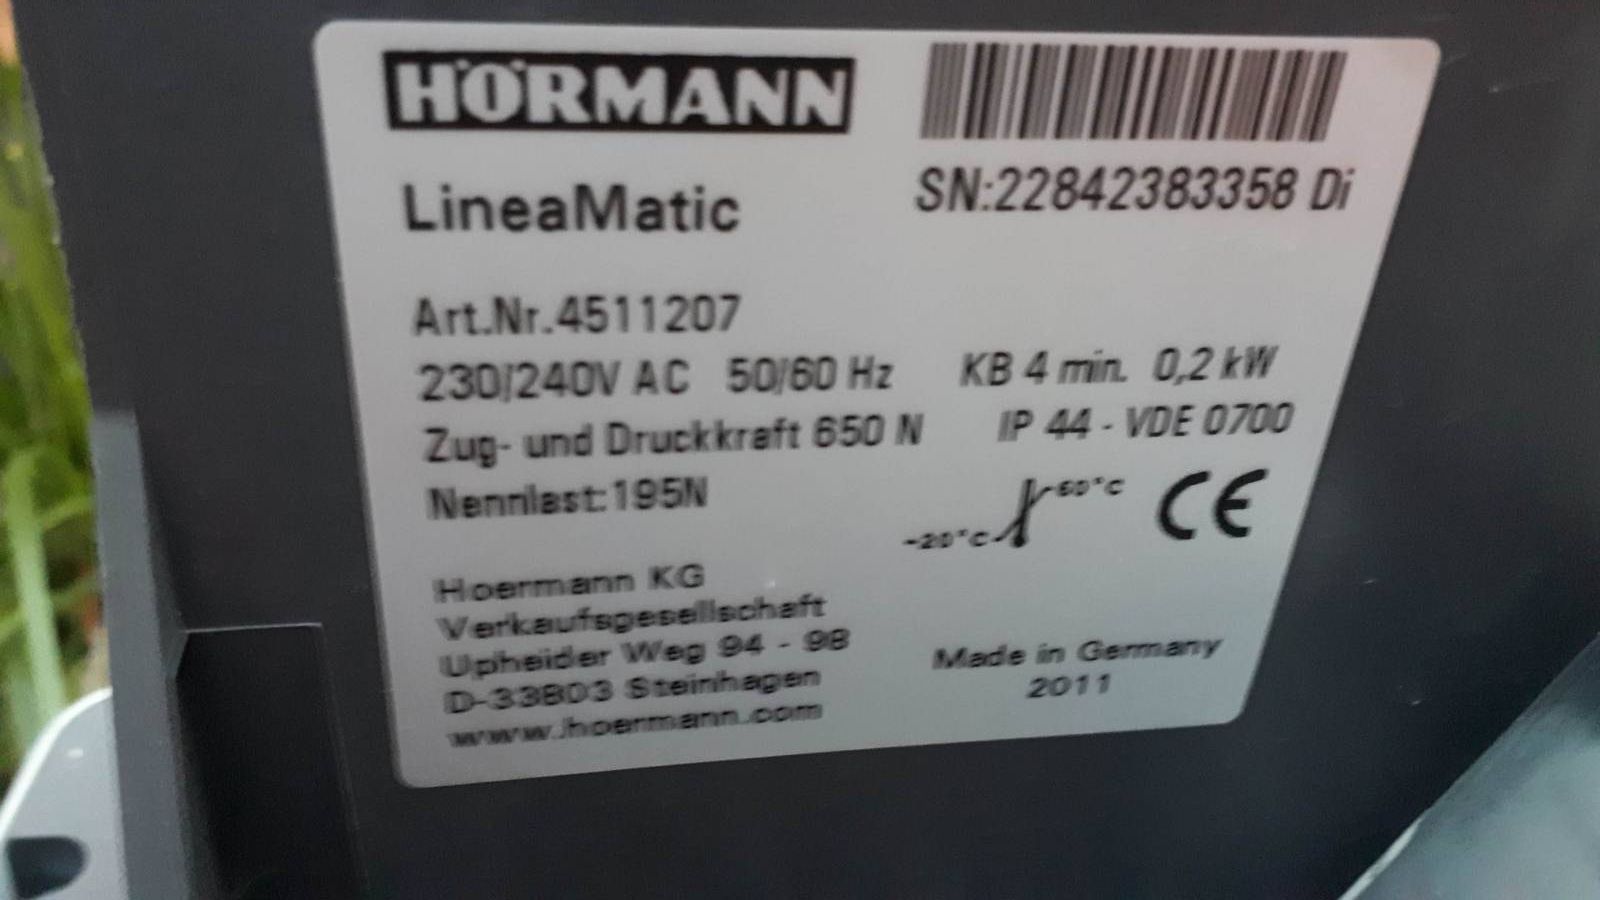 HÖRMANN
SN:22842383358 Di
LineaMatic
Art.Nr.4511207
230/240V AC 50/60 Hz KB 4 min. 0,2 kW
Zug- und Druckkraft 650 N IP 44 - VDE 0700
Nennlast:195N
-20°C 60°C CE
Hoermann KG
Verkaufsgesellschaft
Upheider Weg 94 - 98
D-33803 Steinhagen
www.hoermann.com
Made in Germany
2011